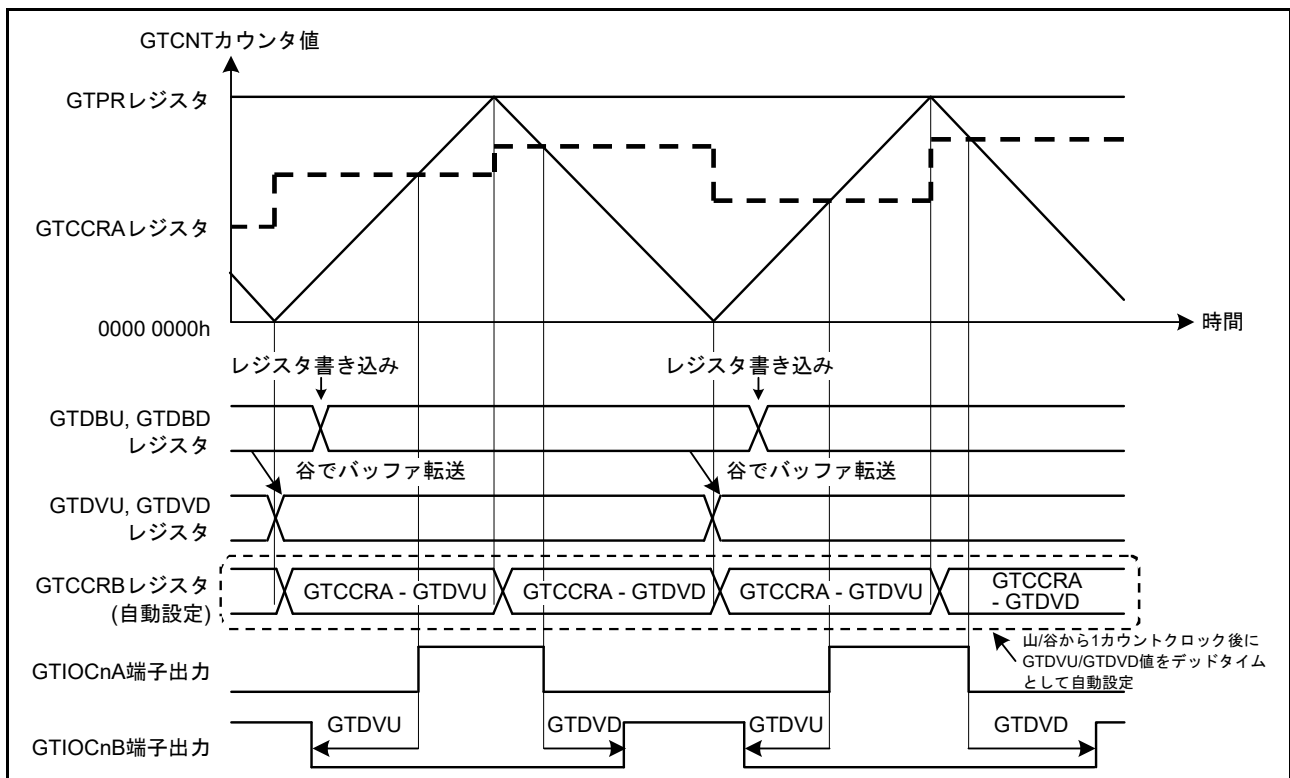 GTCNTカウンタ値
GTPRレジスタ
GTCCRAレジスタ
0000 0000h
時間
レジスタ書き込み
レジスタ書き込み
GTDBU, GTDBD
レジスタ
谷でバッファ転送
谷でバッファ転送
GTDVU, GTDVD
レジスタ
GTCCRBレジスタ
(自動設定)
GTCCRA - GTDVU
GTCCRA - GTDVD
GTCCRA - GTDVU
GTCCRA
- GTDVD
山/谷から1カウントクロック後に
GTDVU/GTDVD値をデッドタイム
として自動設定
GTIOCnA端子出力
GTIOCnB端子出力
GTDVU
GTDVD
GTDVU
GTDVD